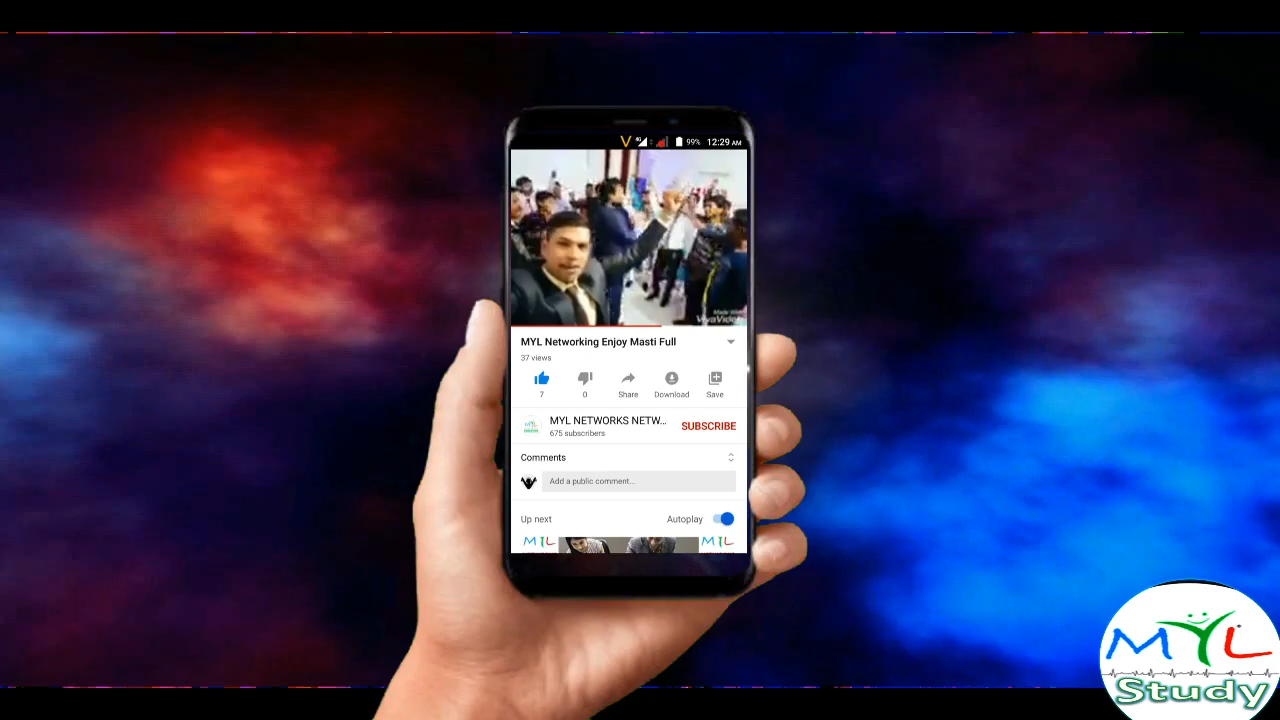 4G 99% 12:29 AM
Made With
VivaVideo
MYL Networking Enjoy Masti Full
37 views
7
0
Share
Download
Save
MYL
MYL NETWORKS NETW...
675 subscribers
SUBSCRIBE
Comments
Add a public comment...
Up next
Autoplay
MYL
MYL
MYL
Study